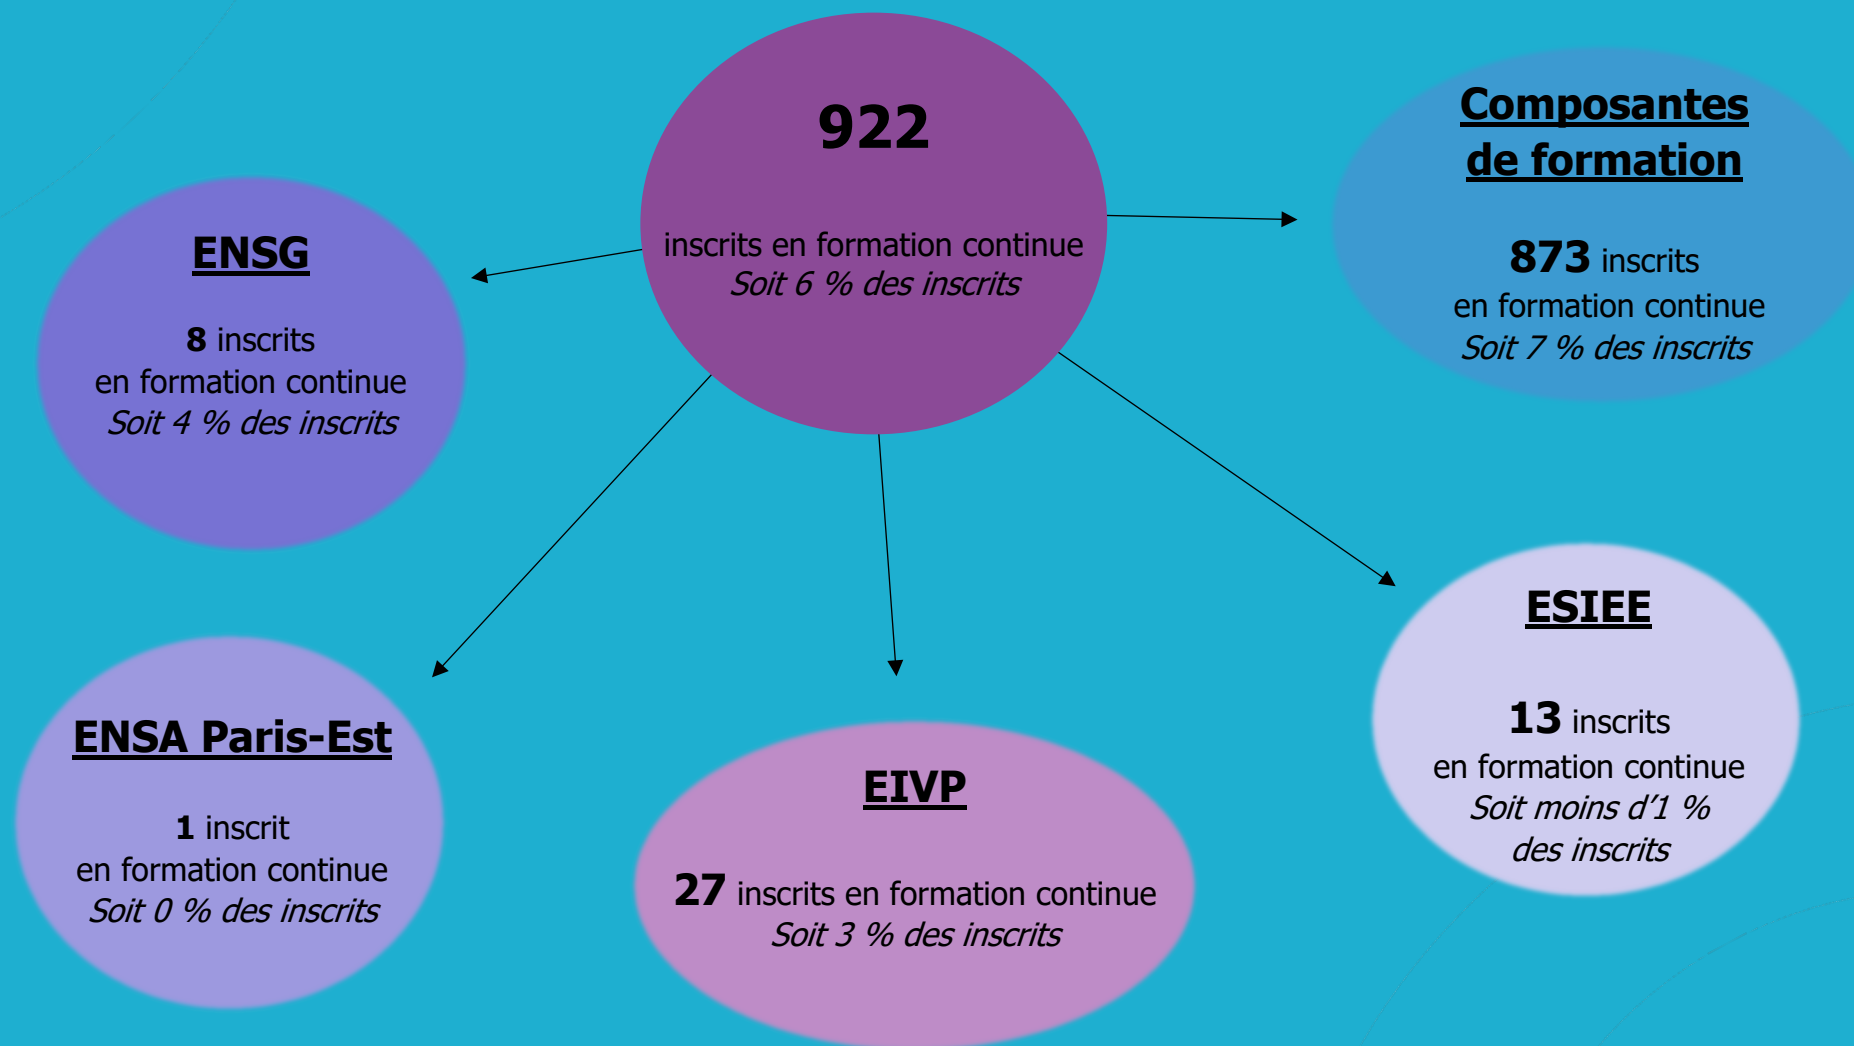 922
inscrits en formation continue
Soit 6 % des inscrits
Composantes
de formation
873 inscrits
en formation continue
Soit 7 % des inscrits
ENSG
8 inscrits
en formation continue
Soit 4 % des inscrits
ESIEE
13 inscrits
en formation continue
Soit moins d’1 %
des inscrits
ENSA Paris-Est
1 inscrit
en formation continue
Soit 0 % des inscrits
EIVP
27 inscrits en formation continue
Soit 3 % des inscrits